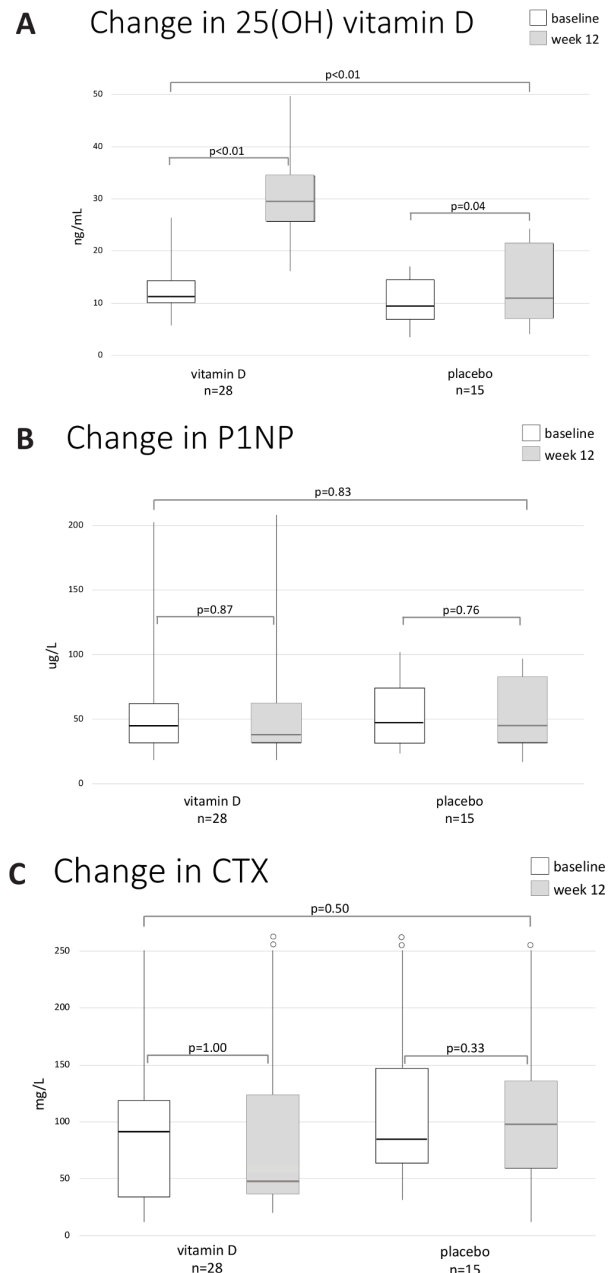 A Change in 25(OH) vitamin D
baseline
week 12
p<0.01
50
40
p<0.01
30
p=0.04
20
10
0
ng/mL
vitamin D
n=28
placebo
n=15
B Change in P1NP
baseline
week 12
p=0.83
200
150
p=0.87
p=0.76
100
50
0
ug/L
vitamin D
n=28
placebo
n=15
C Change in CTX
baseline
week 12
p=0.50
250
200
p=1.00
p=0.33
150
100
50
0
mg/L
vitamin D
n=28
placebo
n=15